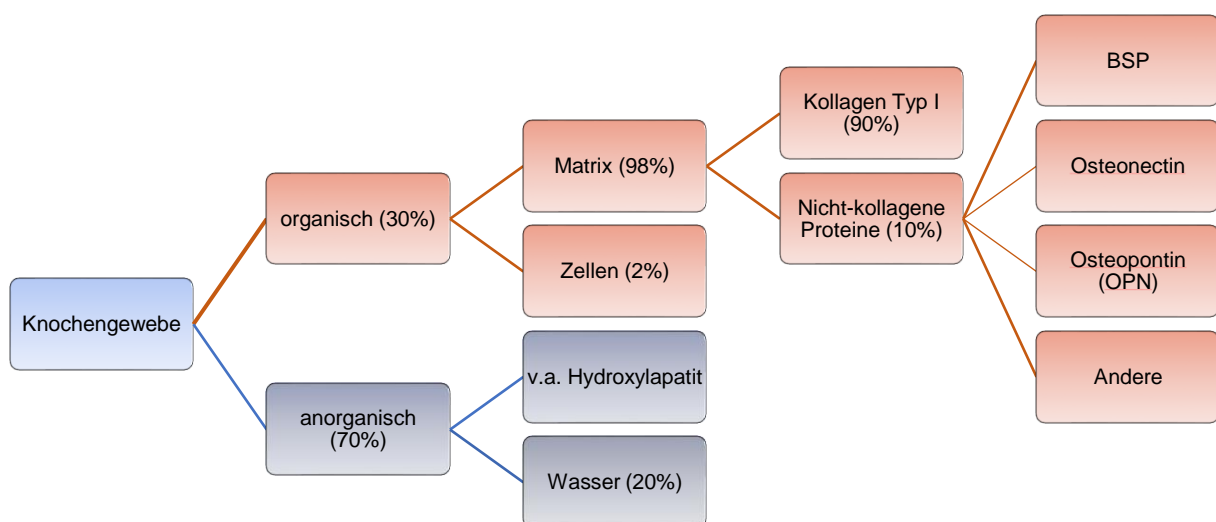 Knochengewebe
organisch (30%)
anorganisch
(70%)
Matrix (98%)
Zellen (2%)
v.a. Hydroxylapatit
Wasser (20%)
Kollagen Typ I
(90%)
Nicht-kollagene
Proteine (10%)
BSP
Osteonectin
Osteopontin
(OPN)
Andere